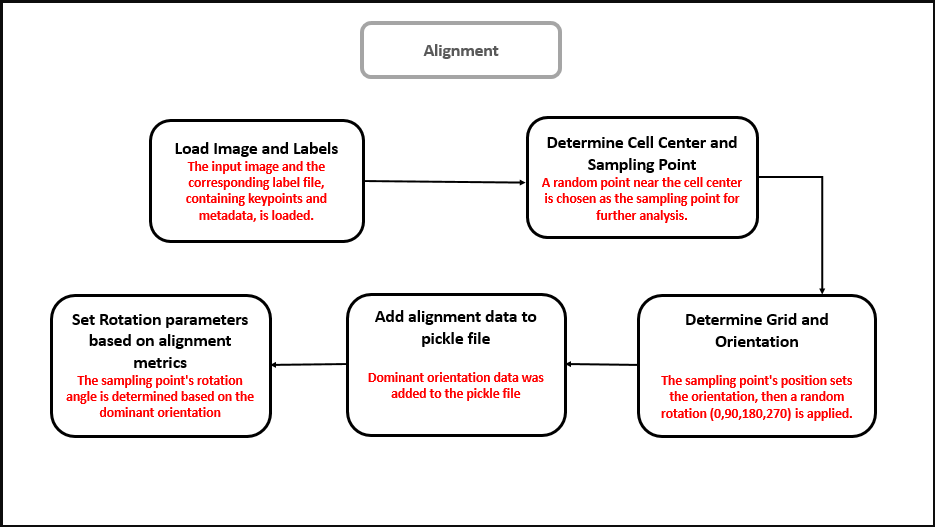 Alignment
Load Image and Labels
The input image and the
corresponding label file,
containing keypoints and
metadata, is loaded.
Determine Cell Center and
Sampling Point
A random point near the cell center
is chosen as the sampling point for
further analysis.
Determine Grid and
Orientation
The sampling point's position sets
the orientation, then a random
rotation (0,90,180,270) is applied.
Add alignment data to
pickle file
Dominant orientation data was
added to the pickle file
Set Rotation parameters
based on alignment
metrics
The sampling point's rotation
angle is determined based on the
dominant orientation